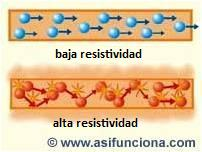 baja resistividad
alta resistividad
© www.asifunciona.com